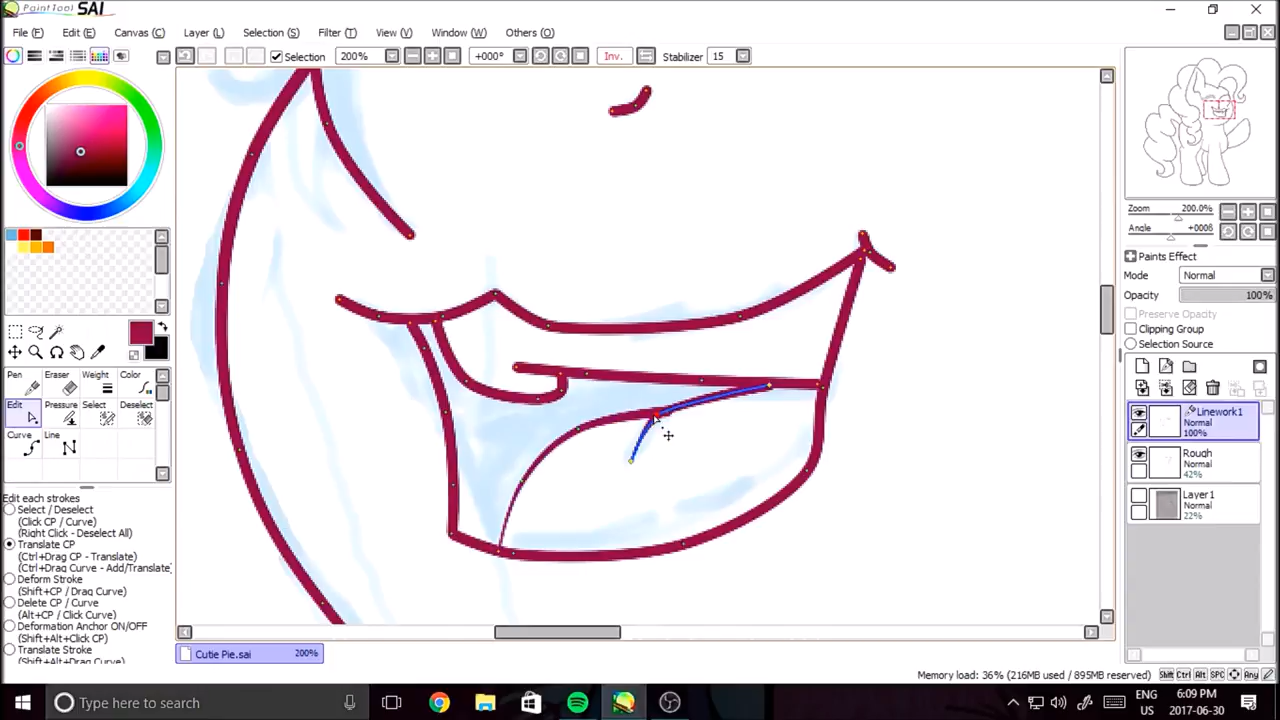 PaintTool SAI
File (F) Edit (E) Canvas (C) Layer (L) Selection (S) Filter (T) View (V) Window (W) Others (O)
Selection 200% +000° Inv. Stabilizer 15
Zoom 200.0%
Angle +000δ
Paints Effect
Mode Normal
Opacity 100%
Preserve Opacity
Clipping Group
Selection Source
Pen Eraser Weight Color
Edit Pressure Select Deselect
Curve Line
Linework1
Normal
100%
Rough
Normal
42%
Layer1
Normal
22%
Edit each strokes
Select / Deselect
(Click CP / Curve)
(Right Click - Deselect All)
Translate CP
(Ctrl+Drag CP - Translate)
(Ctrl+Drag Curve - Add/Translate
Deform Stroke
(Shift+CP / Drag Curve)
Delete CP / Curve
(Alt+CP / Click Curve)
Deformation Anchor ON/OFF
(Shift+Alt+Click CP)
Translate Stroke
(Shift+Alt+Drag Curve)
Cutie Pie.sai 200%
Memory load: 36% (216MB used / 895MB reserved)
Shift Ctrl Alt SPC Any
Type here to search
ENG
US
6:09 PM
2017-06-30